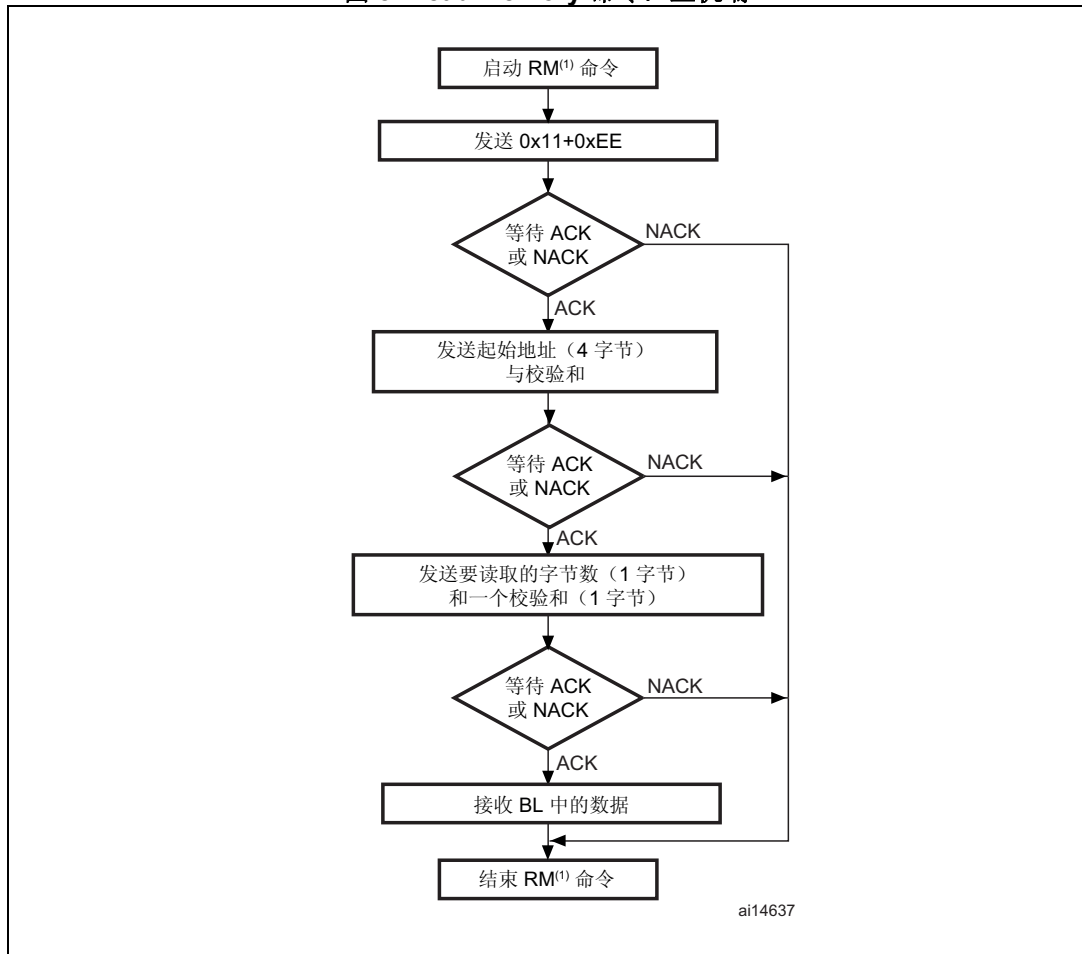 启动 RM(1) 命令
发送 0x11+0xEE
等待 ACK
或 NACK
NACK
ACK
发送起始地址(4 字节)
与校验和
等待 ACK
或 NACK
NACK
ACK
发送要读取的字节数(1 字节)
和一个校验和(1 字节)
等待 ACK
或 NACK
NACK
ACK
接收 BL 中的数据
结束 RM(1) 命令
ai14637